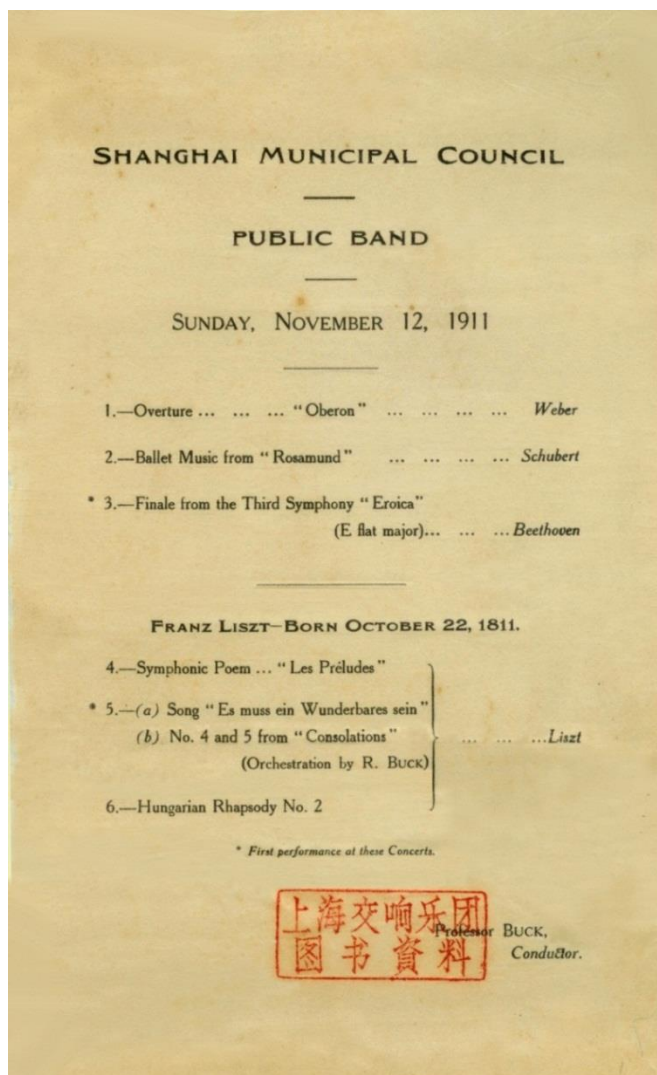 SHANGHAI MUNICIPAL COUNCIL
PUBLIC BAND
SUNDAY, NOVEMBER 12, 1911
1.—Overture ... ... ... "Oberon" ... ... ... ... Weber
2.—Ballet Music from "Rosamund" ... ... ... ... Schubert
* 3.—Finale from the Third Symphony "Eroica"
(E flat major)... ... ... Beethoven
FRANZ LISZT—BORN OCTOBER 22, 1811.
4.—Symphonic Poem ... "Les Préludes"
* 5.—(a) Song "Es muss ein Wunderbares sein"
(b) No. 4 and 5 from "Consolations" ... ... ...Liszt
(Orchestration by R. BUCK)
6.—Hungarian Rhapsody No. 2
* First performance at these Concerts.
上海交响乐团
Professor BUCK,
图书資料
Conductor.